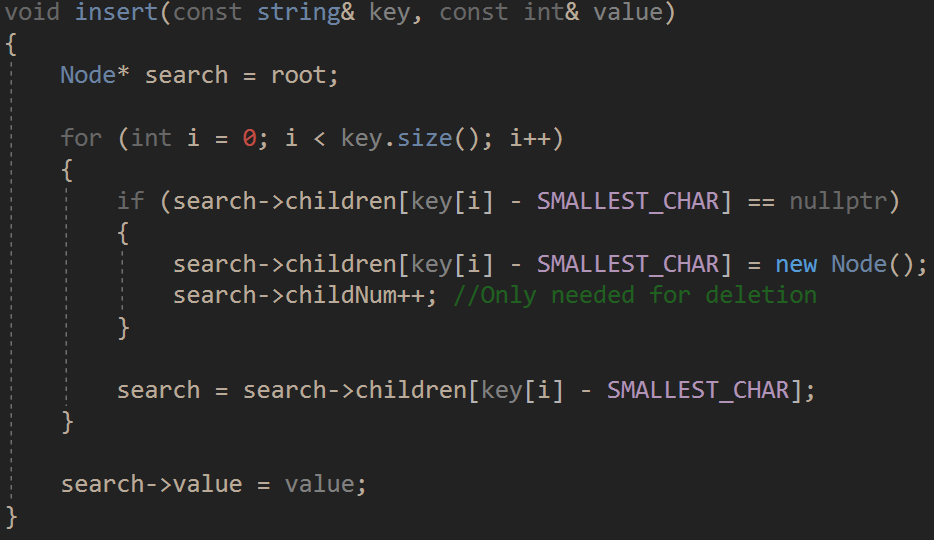 void insert(const string& key, const int& value)
{
    Node* search = root;

    for (int i = 0; i < key.size(); i++)
    {
        if (search->children[key[i] - SMALLEST_CHAR] == nullptr)
        {
            search->children[key[i] - SMALLEST_CHAR] = new Node();
            search->childNum++; //Only needed for deletion
        }

        search = search->children[key[i] - SMALLEST_CHAR];
    }

    search->value = value;
}